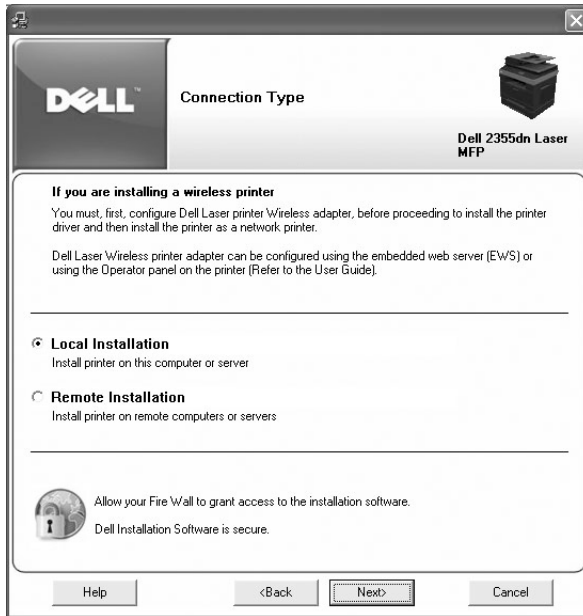 DELL™
Connection Type
Dell 2355dn Laser
MFP
If you are installing a wireless printer
You must, first, configure Dell Laser printer Wireless adapter, before proceeding to install the printer
driver and then install the printer as a network printer.
Dell Laser Wireless printer adapter can be configured using the embedded web server (EWS) or
using the Operator panel on the printer (Refer to the User Guide).
Local Installation
Install printer on this computer or server
Remote Installation
Install printer on remote computers or servers
Allow your Fire Wall to grant access to the installation software.
Dell Installation Software is secure.
Help
<Back
Next>
Cancel